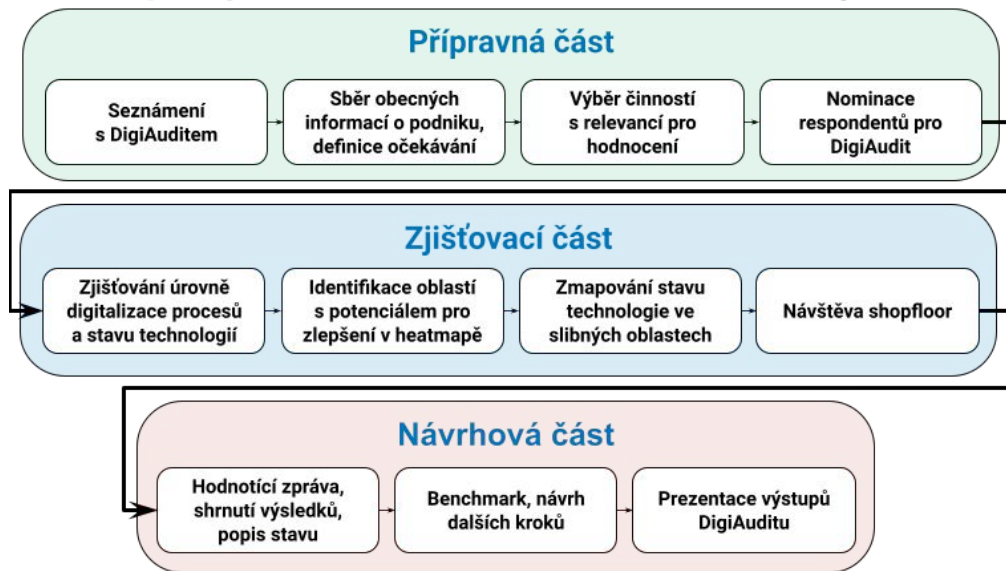 Přípravná část
Seznámení
s DigiAuditem
Sběr obecných
informací o podniku,
definice očekávání
Výběr činností
s relevancí pro
hodnocení
Nominace
respondentů pro
DigiAudit
Zjišťovací část
Zjišťování úrovně
digitalizace procesů
a stavu technologií
Identifikace oblastí
s potenciálem pro
zlepšení v heatmapě
Zmapování stavu
technologie ve
slibných oblastech
Návštěva shopfloor
Návrhová část
Hodnotící zpráva,
shrnutí výsledků,
popis stavu
Benchmark, návrh
dalších kroků
Prezentace výstupů
DigiAuditu